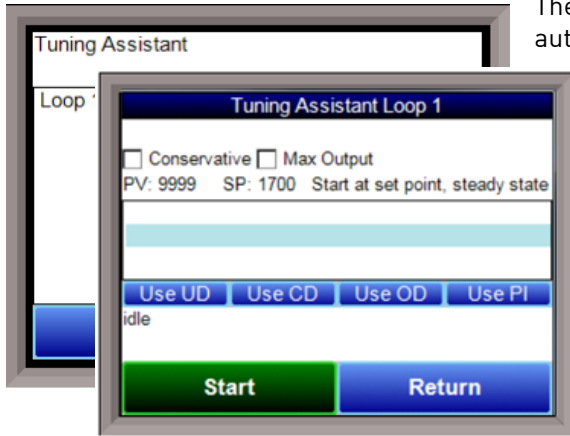 The
aut
Tuning Assistant
Loop
Tuning Assistant Loop 1
Conservative Max Output
PV: 9999 SP: 1700 Start at set point, steady state
Use UD Use CD Use OD Use PI
idle
Start Return